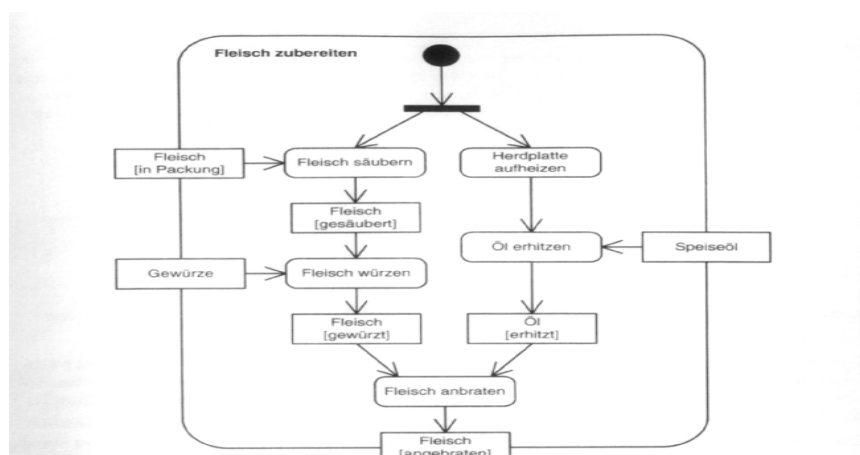 Fleisch zubereiten
Fleisch
[in Packung]
Fleisch säubern
Herdplatte
aufheizen
Fleisch
[gesäubert]
Öl erhitzen
Speiseöl
Gewürze
Fleisch würzen
Fleisch
[gewürzt]
Öl
[erhitzt]
Fleisch anbraten
Fleisch
[angebraten]